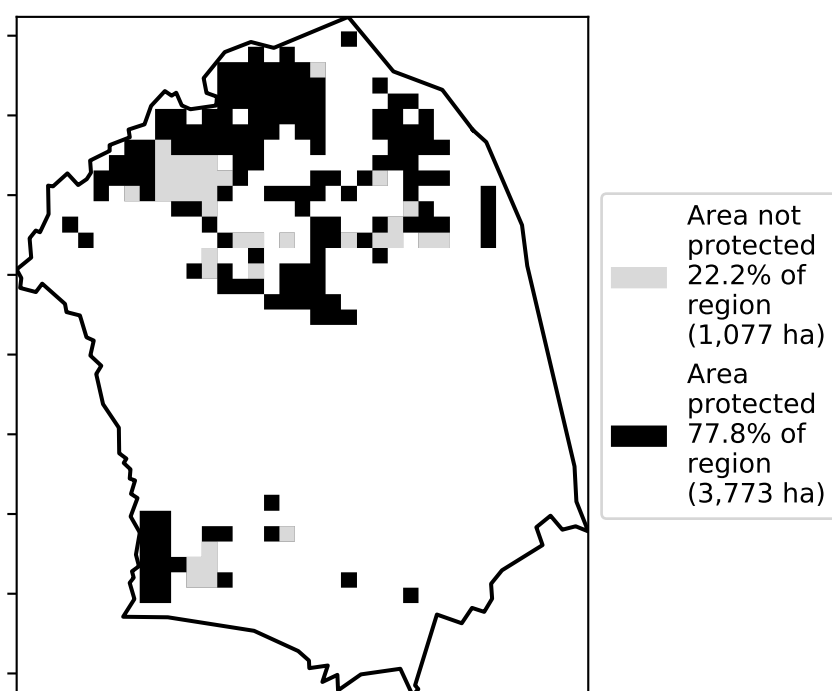 Area not
protected
22.2% of
region
(1,077 ha)
Area
protected
77.8% of
region
(3,773 ha)